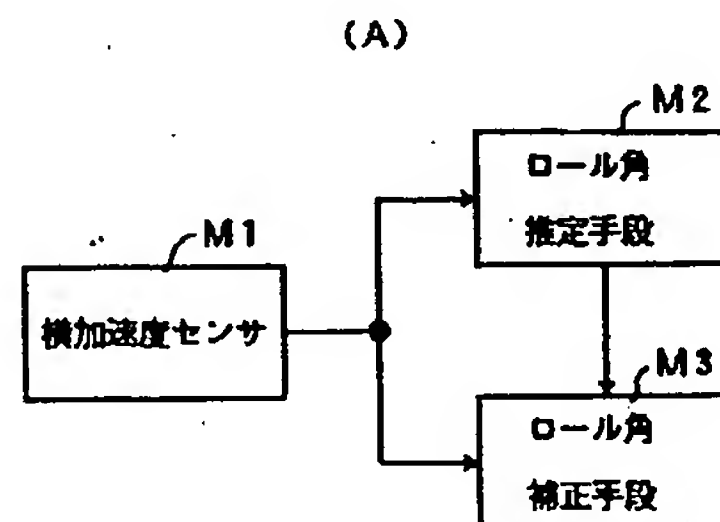 (A)
M2
ロール角
推定手段
M1
横加速度センサ
M3
ロール角
補正手段